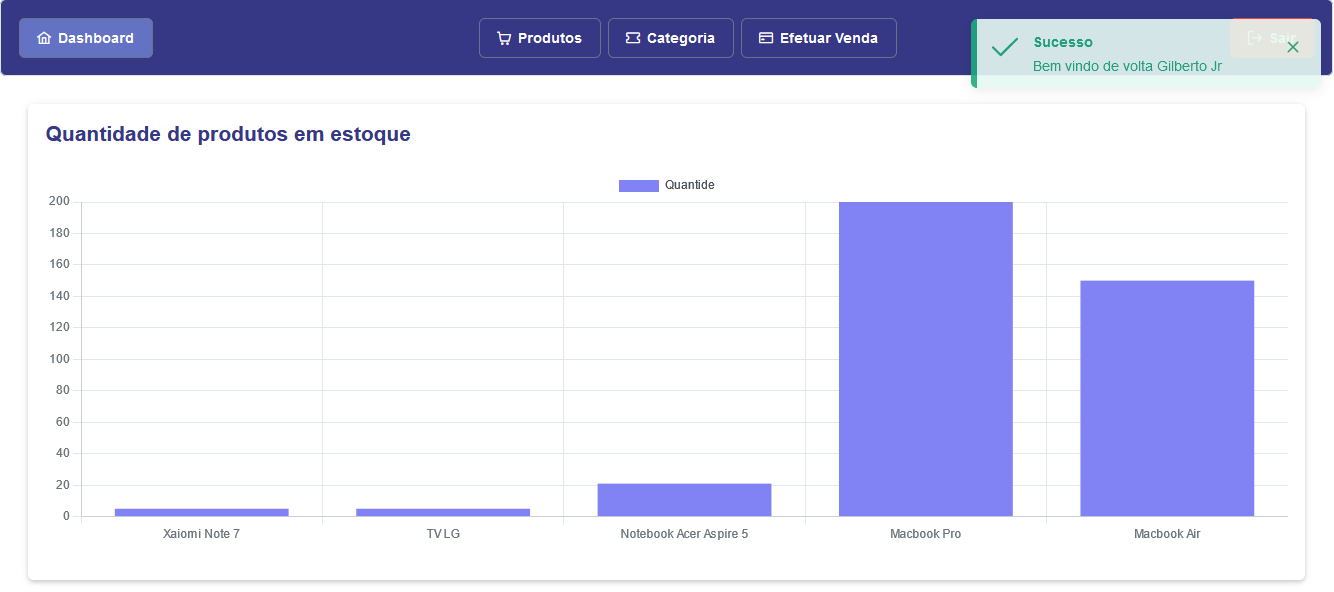 Dashboard
Produtos
Categoria
Efetuar Venda
Sair
Sucesso
Bem vindo de volta Gilberto Jr
Quantidade de produtos em estoque
Quantide
200
180
160
140
120
100
80
60
40
20
0
Xaiomi Note 7
TV LG
Notebook Acer Aspire 5
Macbook Pro
Macbook Air